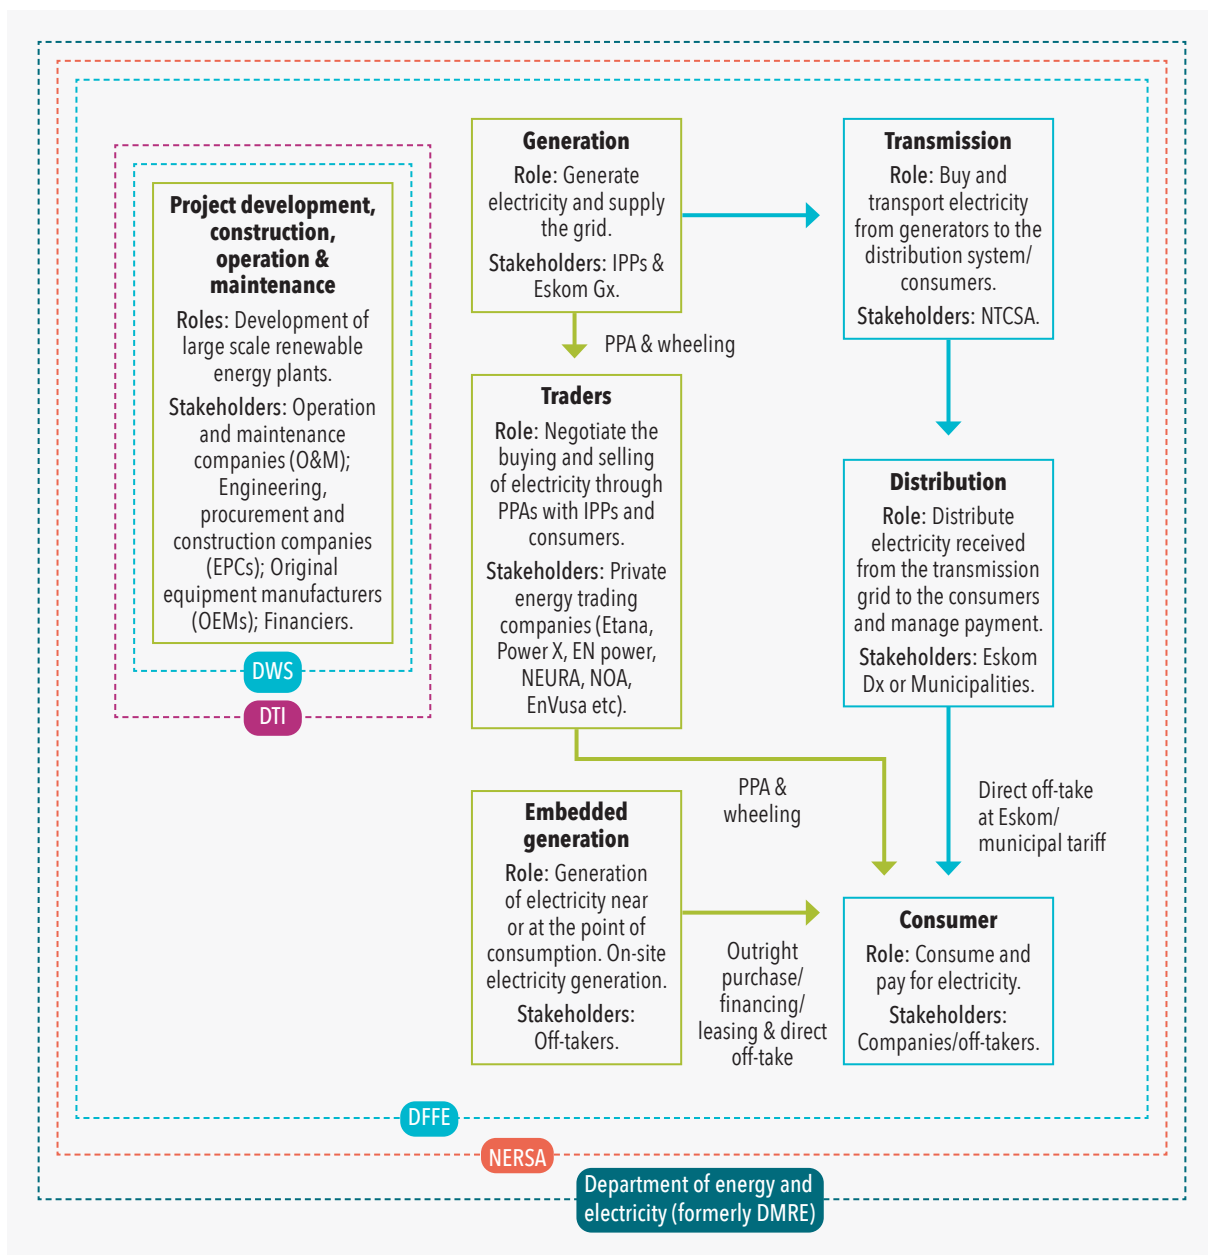 Project development,
construction,
operation &
maintenance
Roles: Development of
large scale renewable
energy plants.
Stakeholders: Operation
and maintenance
companies (O&M);
Engineering,
procurement and
construction companies
(EPCs); Original
equipment manufacturers
(OEMs); Financiers.
DWS
DTI
Generation
Role: Generate
electricity and supply
the grid.
Stakeholders: IPPs &
Eskom Gx.
PPA & wheeling
Traders
Role: Negotiate the
buying and selling
of electricity through
PPAs with IPPs and
consumers.
Stakeholders: Private
energy trading
companies (Etana,
Power X, EN power,
NEURA, NOA,
EnVusa etc).
PPA &
wheeling
Embedded
generation
Role: Generation
of electricity near
or at the point of
consumption. On-site
electricity generation.
Stakeholders:
Off-takers.
Outright
purchase/
financing/
leasing & direct
off-take
Transmission
Role: Buy and
transport electricity
from generators to the
distribution system/
consumers.
Stakeholders: NTCSA.
Distribution
Role: Distribute
electricity received
from the transmission
grid to the consumers
and manage payment.
Stakeholders: Eskom
Dx or Municipalities.
Direct off-take
at Eskom/
municipal tariff
Consumer
Role: Consume and
pay for electricity.
Stakeholders:
Companies/off-takers.
DFFE
NERSA
Department of energy and
electricity (formerly DMRE)